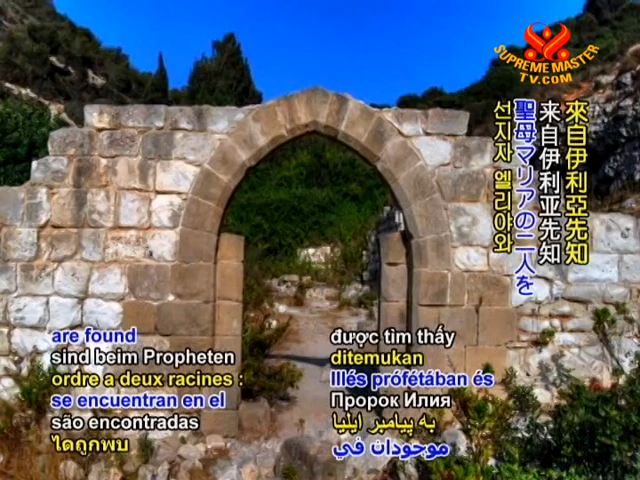 SUPREME MASTER
TV.COM
來自伊利亞先知
来自伊利亚先知
聖母マリアの二人を
선지자 엘리야와
are found
sind beim Propheten
ordre a deux racines :
se encuentran en el
são encontradas
ได้ถูกพบ
được tìm thấy
ditemukan
Illés prófétában és
Пророк Илия
به پیامبر ایلیا
موجودان في